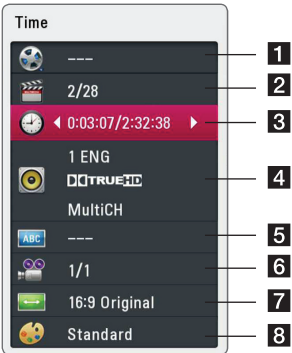 Time
--- 1
2/28 2
0:03:07/2:32:38 3
1 ENG
TRUEHD 4
MultiCH
ABC --- 5
1/1 6
16:9 Original 7
Standard 8